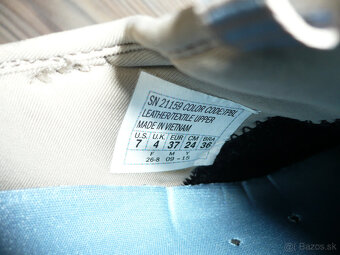 SN 21159 COLOR CODE:TPBL
LEATHER/TEXTILE UPPER
MADE IN VIETNAM
U.S. U.K. EUR CM BRA
7 4 37 24 36
F M Y
26-8 09 - 15
© Bazos.sk